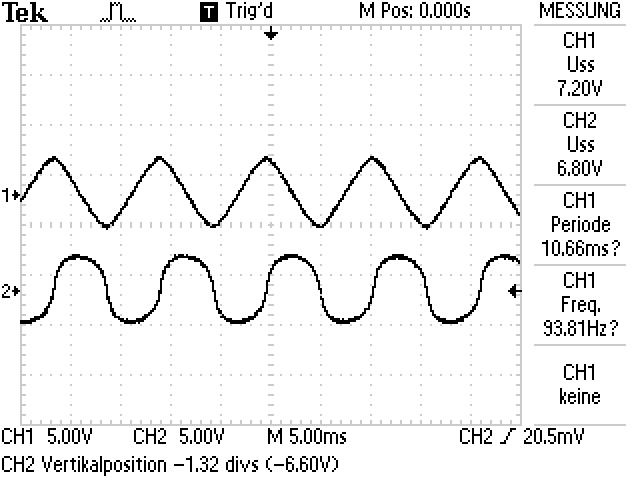 Tek T Trig'd M Pos: 0.000s MESSUNG
CH1
Uss
7.20V
CH2
Uss
6.80V
CH1
Periode
10.66ms?
CH1
Freq.
93.81Hz?
CH1
keine
1
2
CH1 5.00V CH2 5.00V M 5.00ms CH2 20.5mV
CH2 Vertikalposition −1.32 divs (−6.60V)